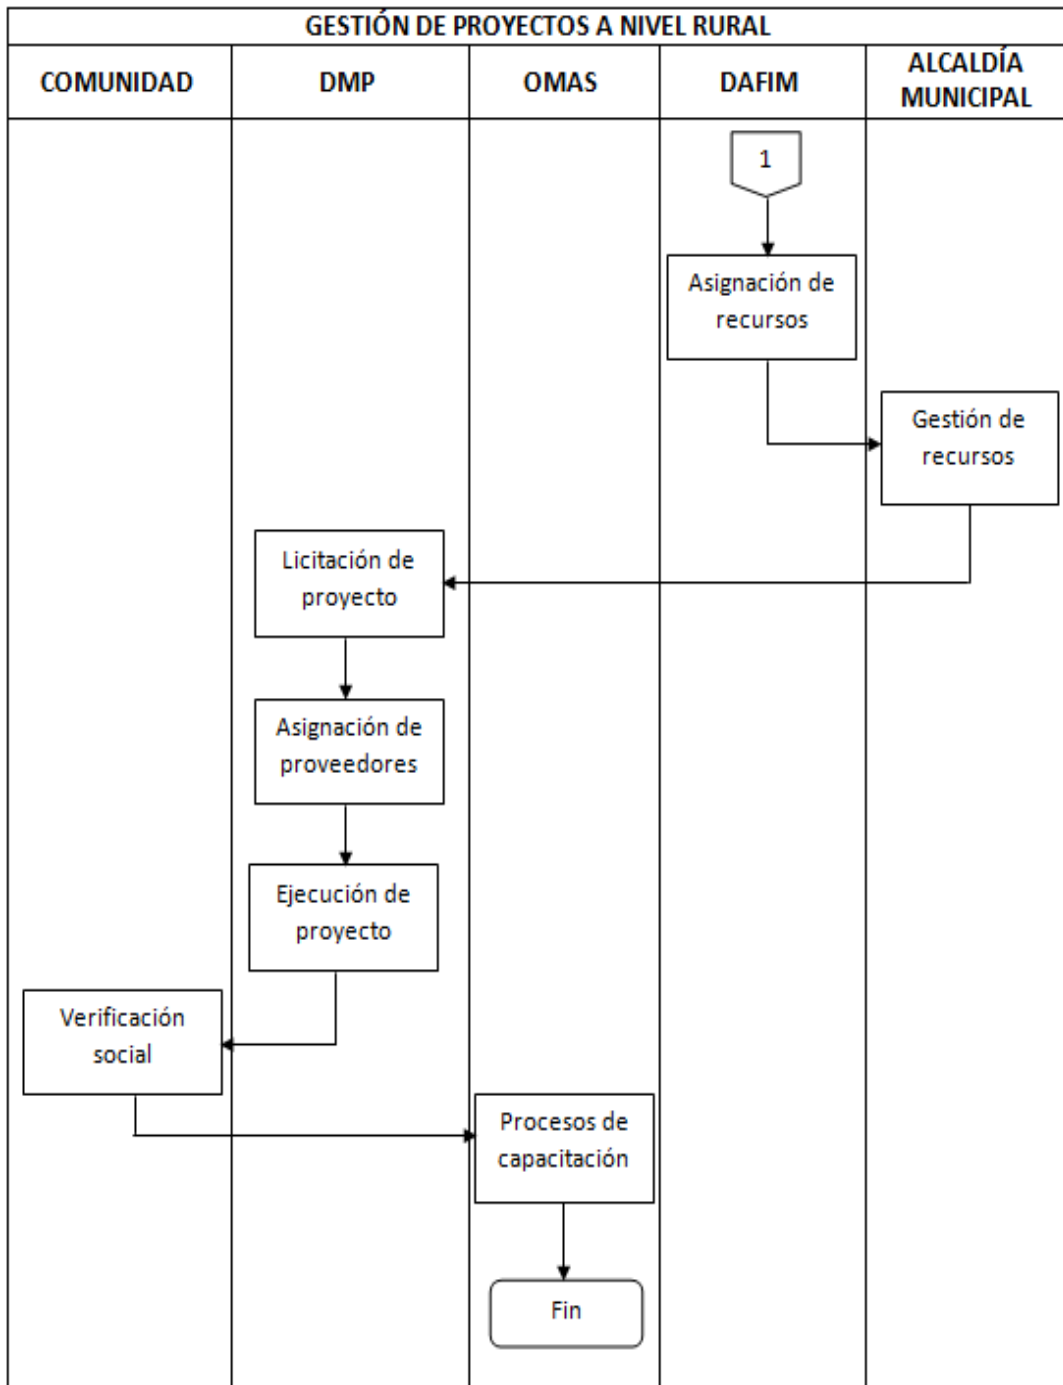 GESTIÓN DE PROYECTOS A NIVEL RURAL
COMUNIDAD
DMP
OMAS
DAFIM
ALCALDÍA
MUNICIPAL
1
Asignación de
recursos
Gestión de
recursos
Licitación de
proyecto
Asignación de
proveedores
Ejecución de
proyecto
Verificación
social
Procesos de
capacitación
Fin